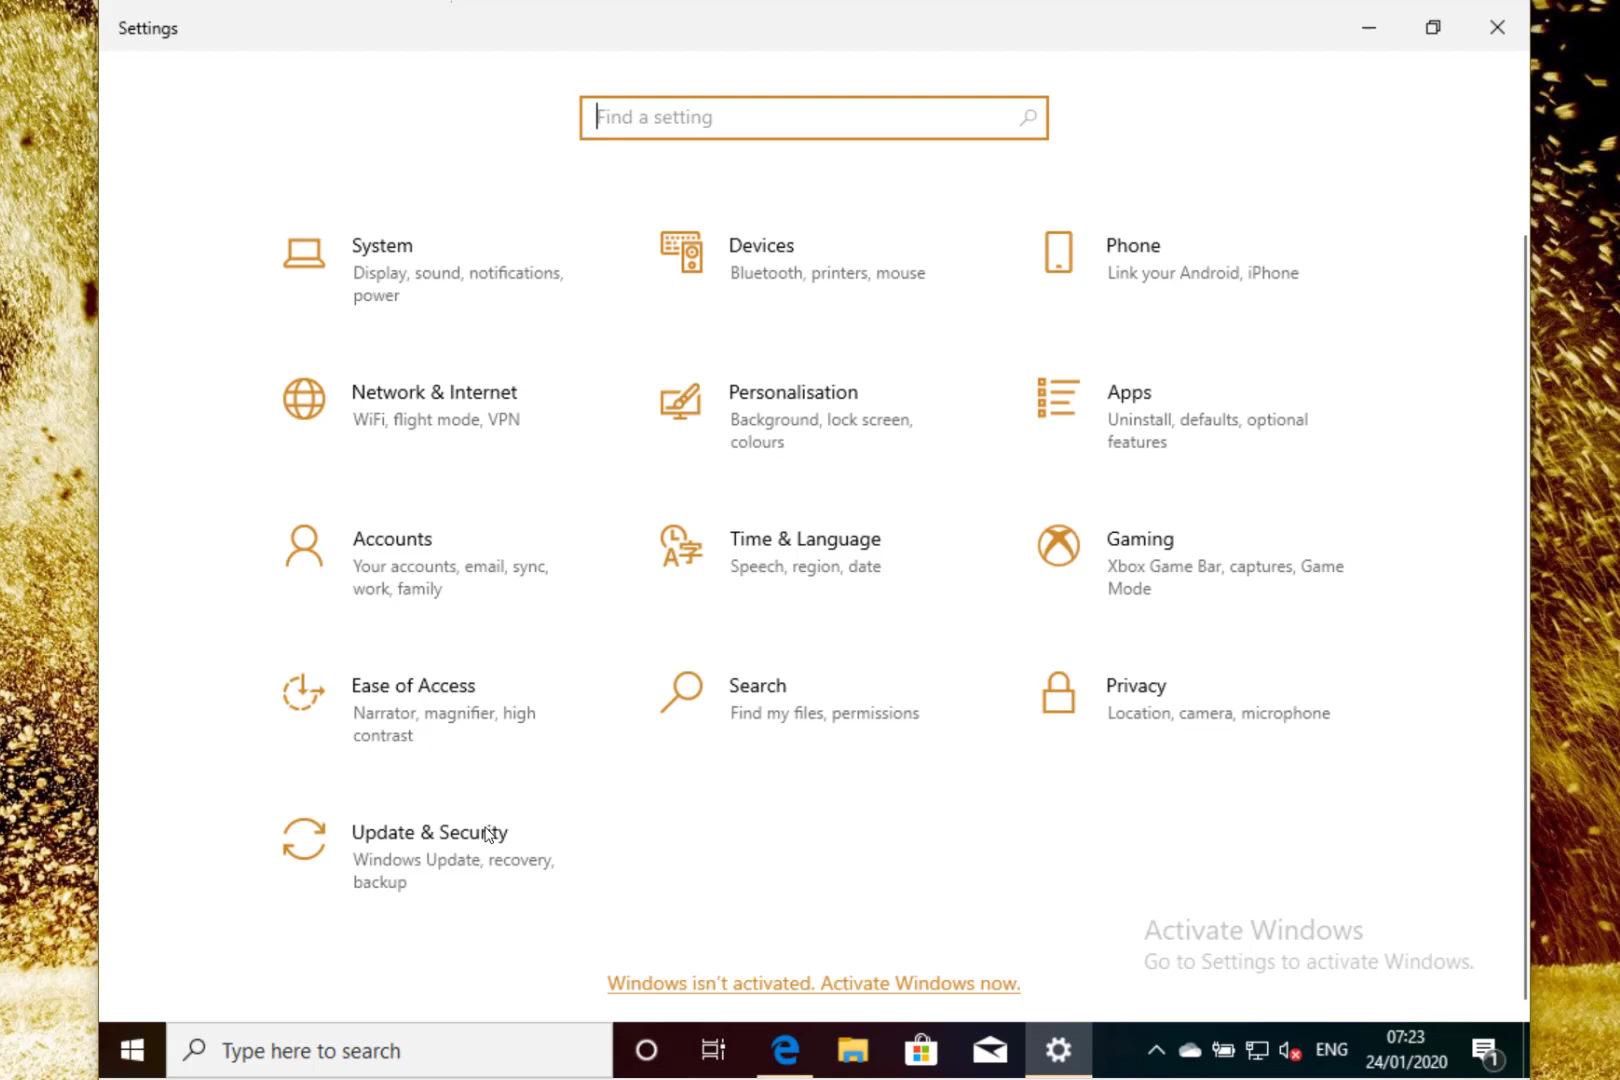 Settings
Find a setting
System
Display, sound, notifications,
power
Devices
Bluetooth, printers, mouse
Phone
Link your Android, iPhone
Network & Internet
WiFi, flight mode, VPN
Personalisation
Background, lock screen,
colours
Apps
Uninstall, defaults, optional
features
Accounts
Your accounts, email, sync,
work, family
Time & Language
Speech, region, date
Gaming
Xbox Game Bar, captures, Game
Mode
Ease of Access
Narrator, magnifier, high
contrast
Search
Find my files, permissions
Privacy
Location, camera, microphone
Update & Security
Windows Update, recovery,
backup
Activate Windows
Go to Settings to activate Windows.
Windows isn't activated. Activate Windows now.
Type here to search
ENG
07:23
24/01/2020
1